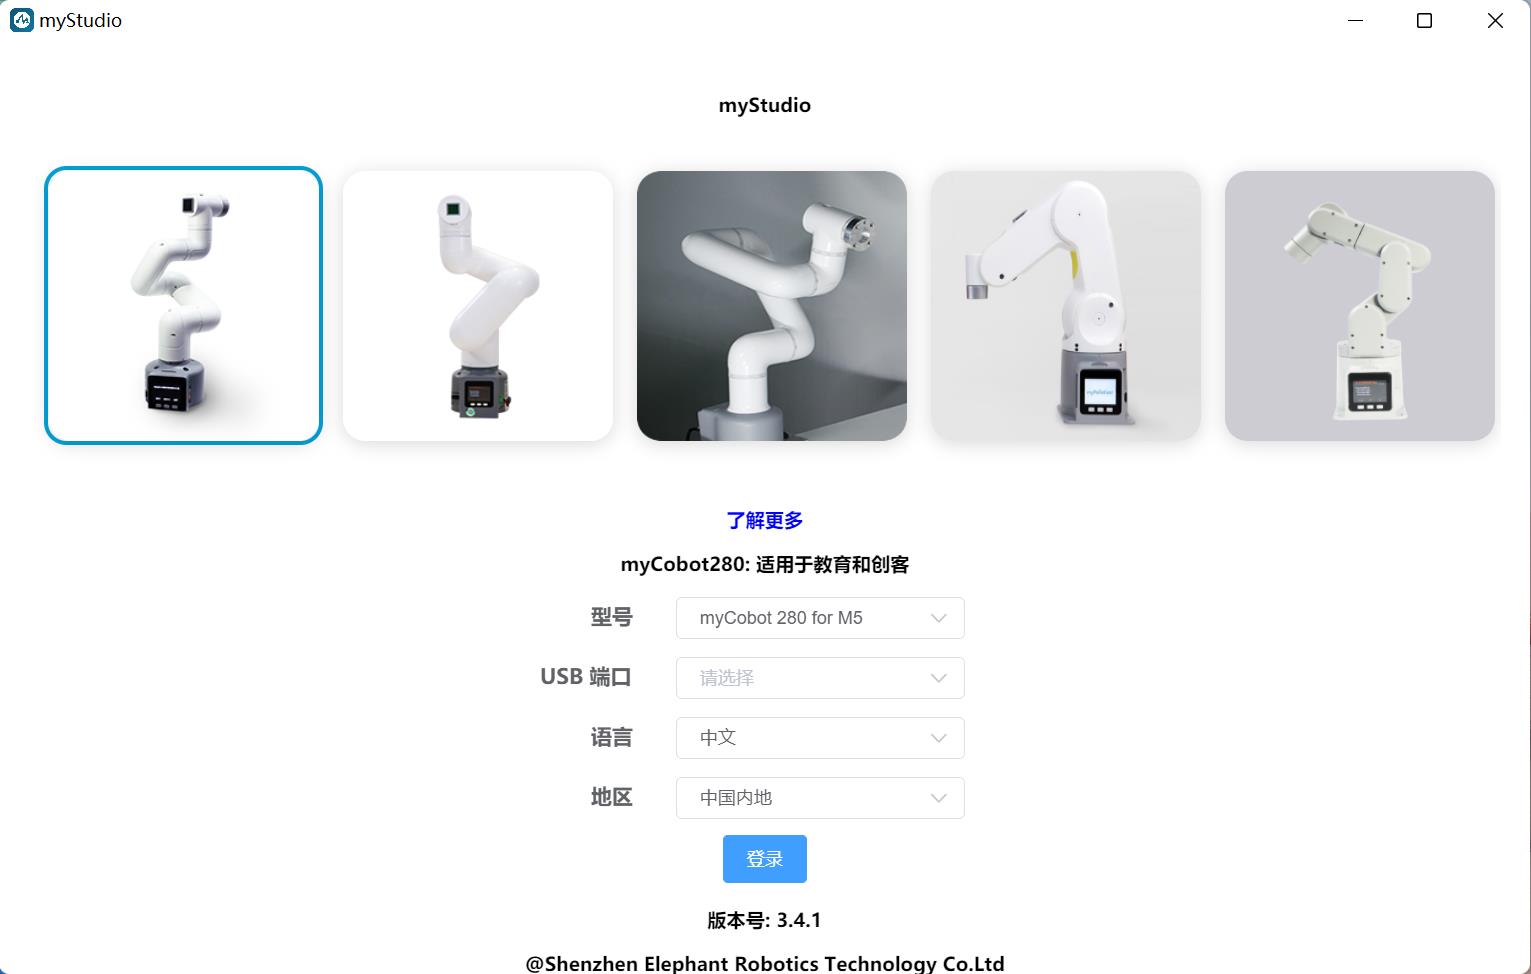 myStudio
myStudio
了解更多
myCobot280: 适用于教育和创客
型号 myCobot 280 for M5
USB 端口 请选择
语言 中文
地区 中国内地
登录
版本号: 3.4.1
@Shenzhen Elephant Robotics Technology Co.Ltd